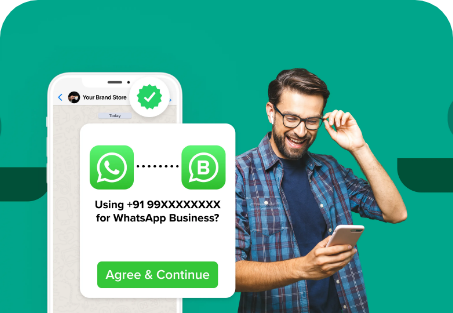 Your Brand Store
Today
B
Using +91 99XXXXXXXX
for WhatsApp Business?
Agree & Continue